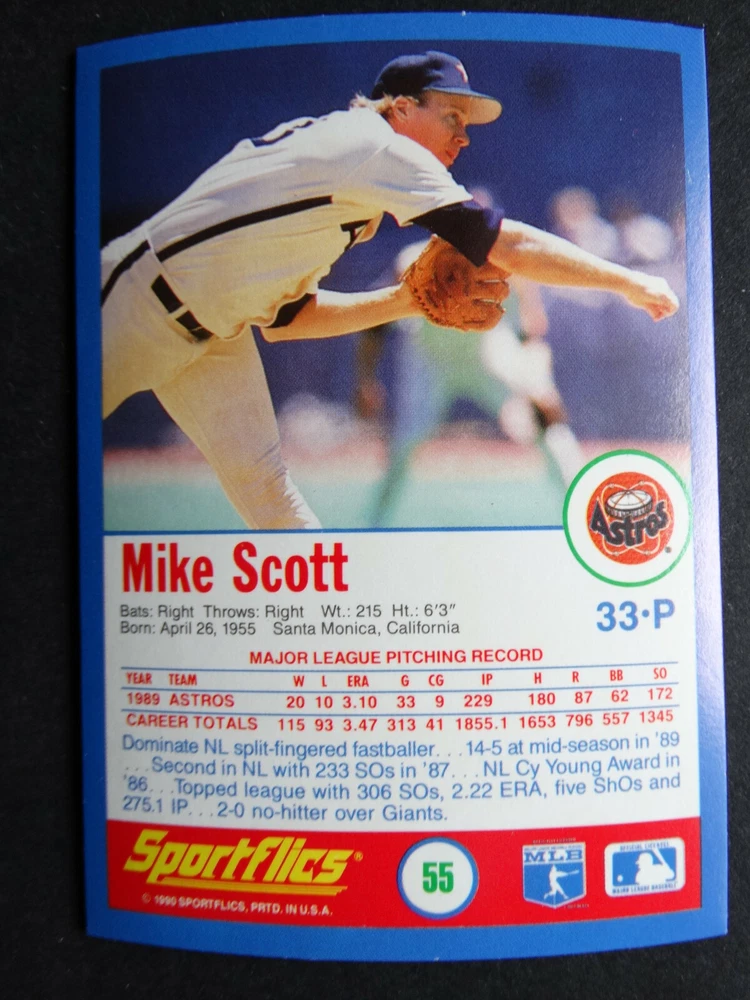 Astros
Mike Scott
33·P
Bats: Right Throws: Right Wt.: 215 Ht.: 6'3"
Born: April 26, 1955 Santa Monica, California
MAJOR LEAGUE PITCHING RECORD
YEAR TEAM W L ERA G CG IP H R BB SO
1989 ASTROS 20 10 3.10 33 9 229 180 87 62 172
CAREER TOTALS 115 93 3.47 313 41 1855.1 1653 796 557 1345
Dominate NL split-fingered fastballer. . .14-5 at mid-season in '89
. . .Second in NL with 233 SOs in '87. . .NL Cy Young Award in
'86. . .Topped league with 306 SOs, 2.22 ERA, five ShOs and
275.1 IP. . .2-0 no-hitter over Giants.
Sportflics®
© 1990 SPORTFLICS, PRTD. IN U.S.A.
55
MLB
OFFICIAL LICENSEE
MAJOR LEAGUE BASEBALL